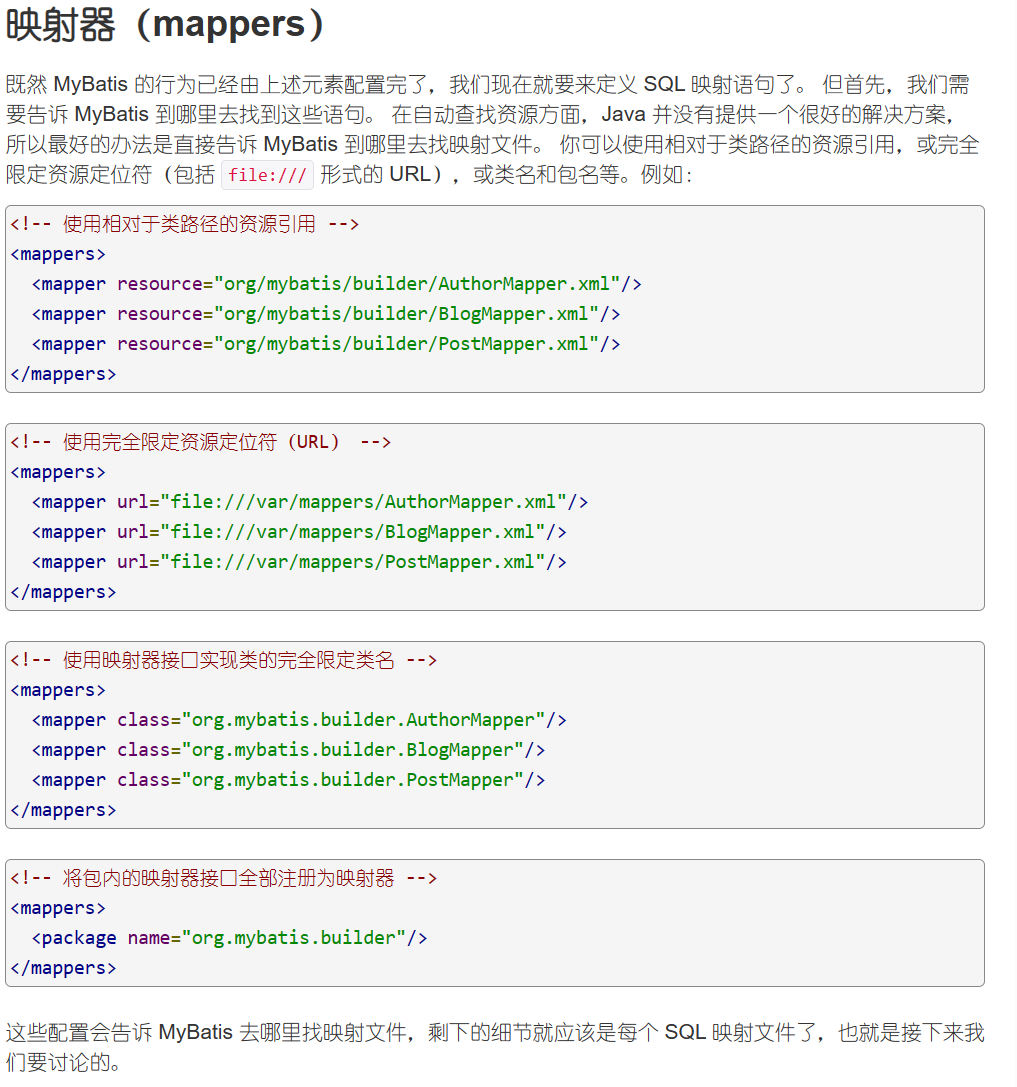 映射器（mappers）
既然 MyBatis 的行为已经由上述元素配置完了，我们现在就要来定义 SQL 映射语句了。 但首先，我们需
要告诉 MyBatis 到哪里去找到这些语句。 在自动查找资源方面，Java 并没有提供一个很好的解决方案，
所以最好的办法是直接告诉 MyBatis 到哪里去找映射文件。 你可以使用相对于类路径的资源引用，或完全
限定资源定位符（包括 file:/// 形式的 URL），或类名和包名等。例如：
<!-- 使用相对于类路径的资源引用 -->
<mappers>
  <mapper resource="org/mybatis/builder/AuthorMapper.xml"/>
  <mapper resource="org/mybatis/builder/BlogMapper.xml"/>
  <mapper resource="org/mybatis/builder/PostMapper.xml"/>
</mappers>
<!-- 使用完全限定资源定位符（URL） -->
<mappers>
  <mapper url="file:///var/mappers/AuthorMapper.xml"/>
  <mapper url="file:///var/mappers/BlogMapper.xml"/>
  <mapper url="file:///var/mappers/PostMapper.xml"/>
</mappers>
<!-- 使用映射器接口实现类的完全限定类名 -->
<mappers>
  <mapper class="org.mybatis.builder.AuthorMapper"/>
  <mapper class="org.mybatis.builder.BlogMapper"/>
  <mapper class="org.mybatis.builder.PostMapper"/>
</mappers>
<!-- 将包内的映射器接口全部注册为映射器 -->
<mappers>
  <package name="org.mybatis.builder"/>
</mappers>
这些配置会告诉 MyBatis 去哪里找映射文件，剩下的细节就应该是每个 SQL 映射文件了，也就是接下来我
们要讨论的。